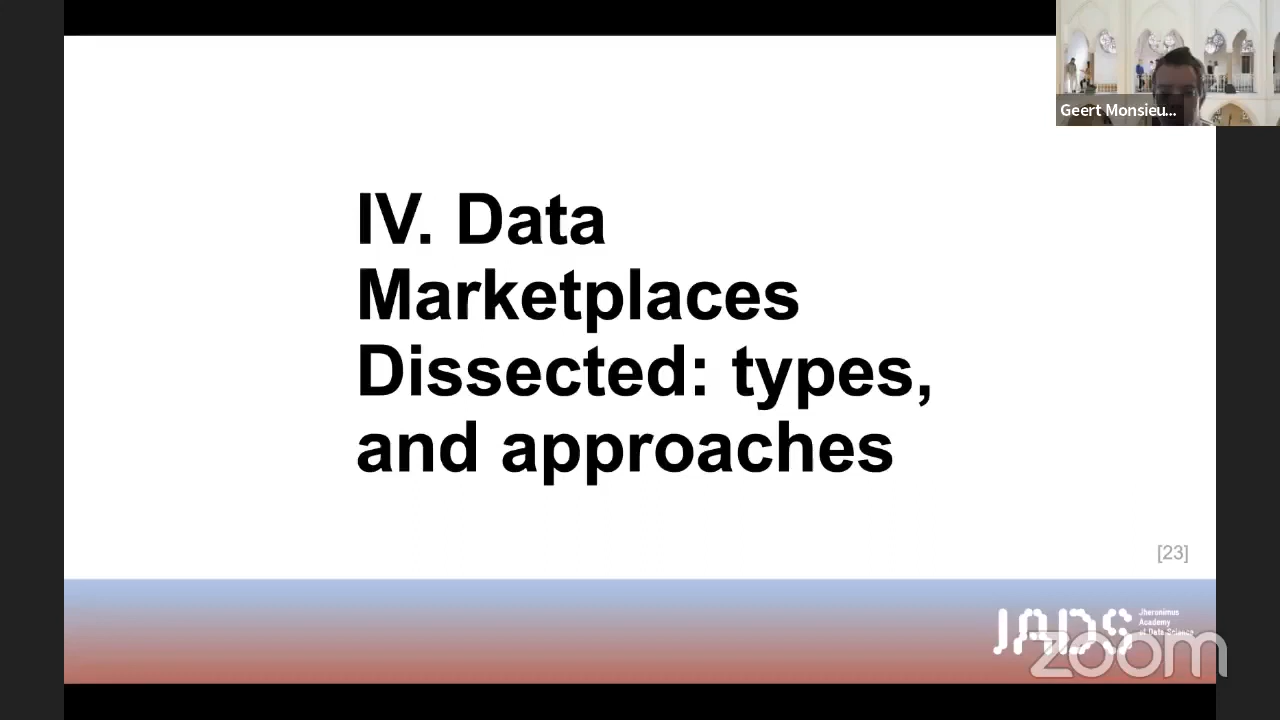 Geert Monsieu...
IV. Data
Marketplaces
Dissected: types,
and approaches
[23]
JADS
Jheronimus
Academy
of Data Science
zoom